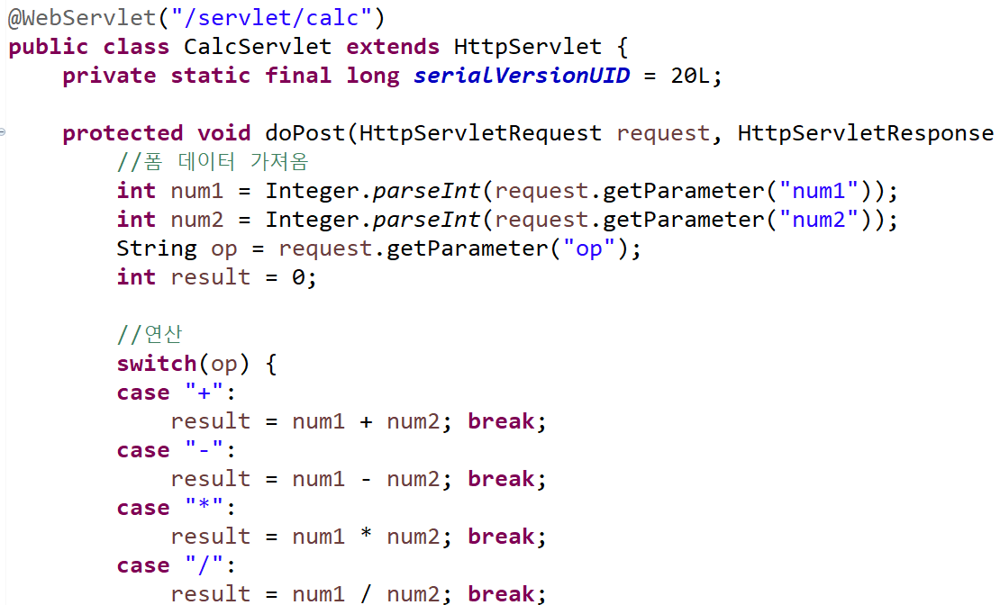 @WebServlet("/servlet/calc")
public class CalcServlet extends HttpServlet {
    private static final long serialVersionUID = 20L;
    protected void doPost(HttpServletRequest request, HttpServletResponse
        //폼 데이터 가져옴
        int num1 = Integer.parseInt(request.getParameter("num1"));
        int num2 = Integer.parseInt(request.getParameter("num2"));
        String op = request.getParameter("op");
        int result = 0;
        //연산
        switch(op) {
        case "+":
            result = num1 + num2; break;
        case "-":
            result = num1 - num2; break;
        case "*":
            result = num1 * num2; break;
        case "/":
            result = num1 / num2; break;